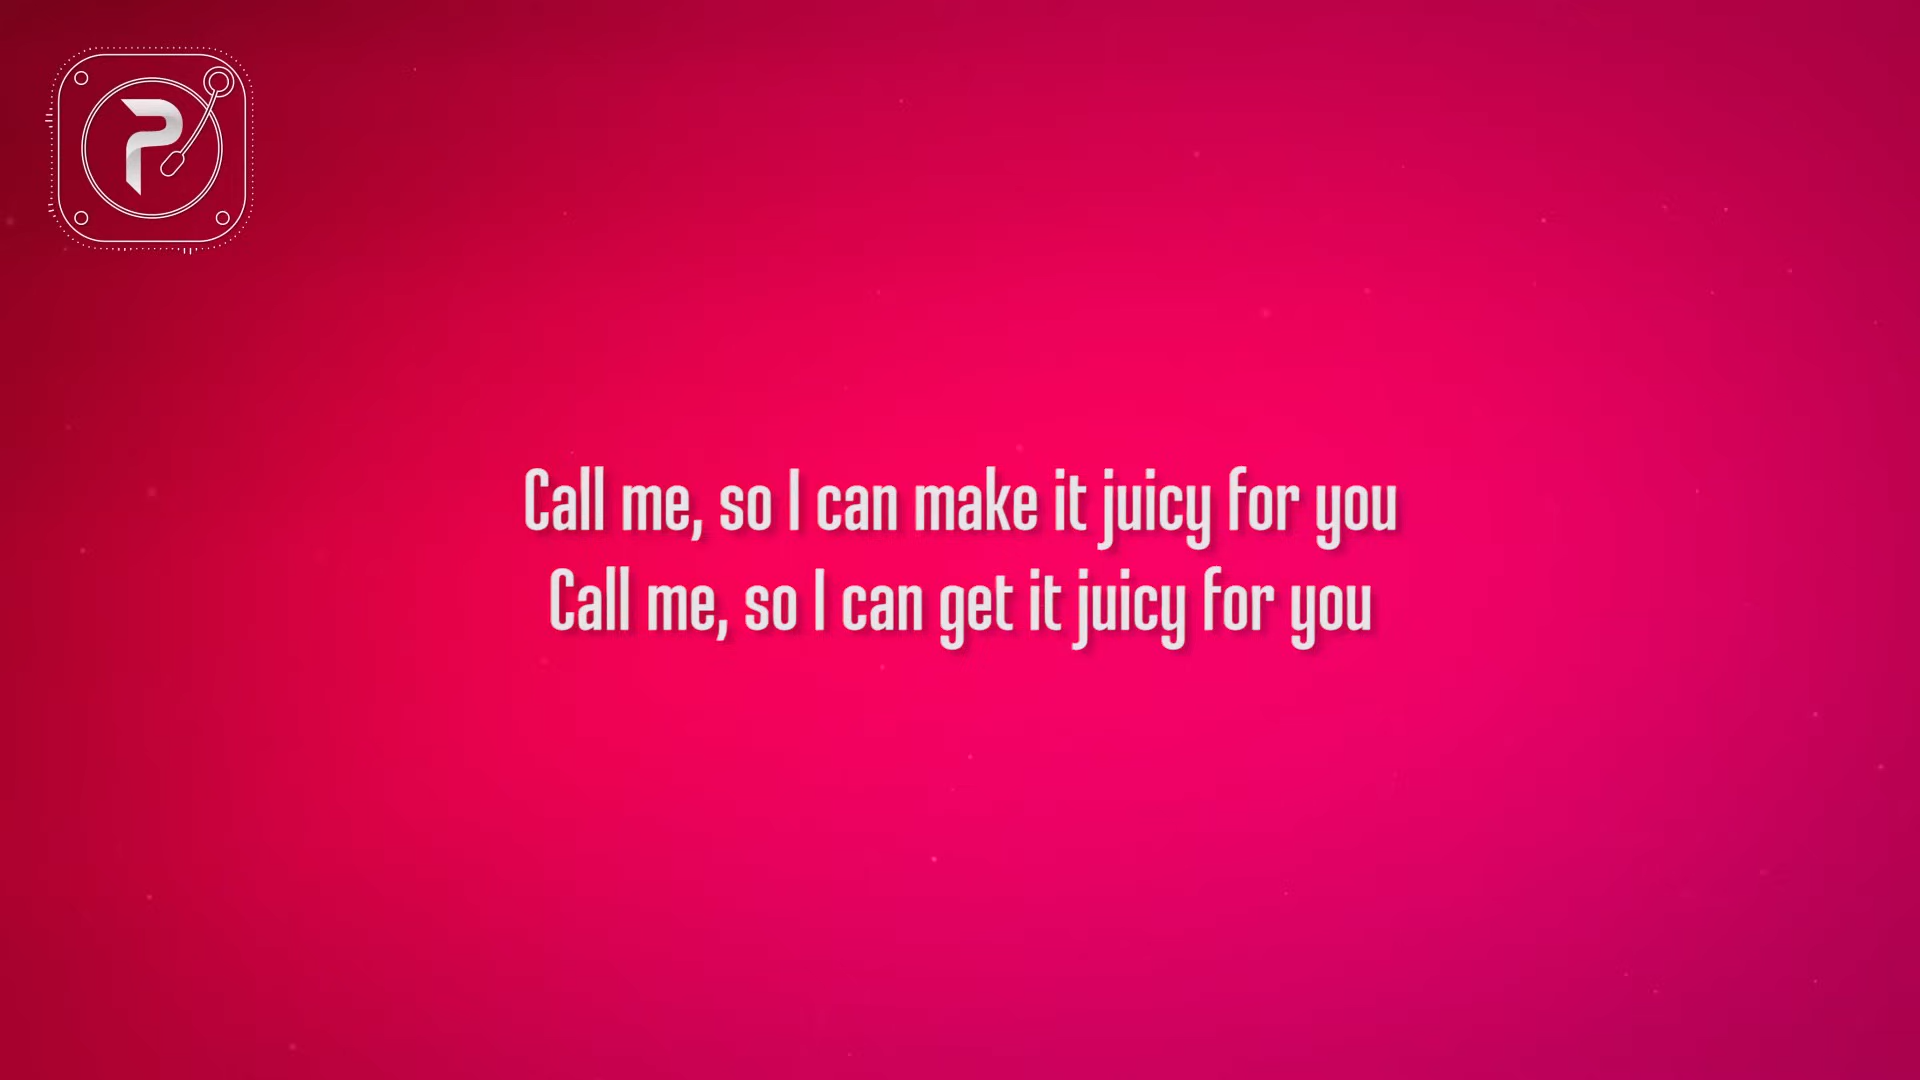 P
Call me, so I can make it juicy for you
Call me, so I can get it juicy for you